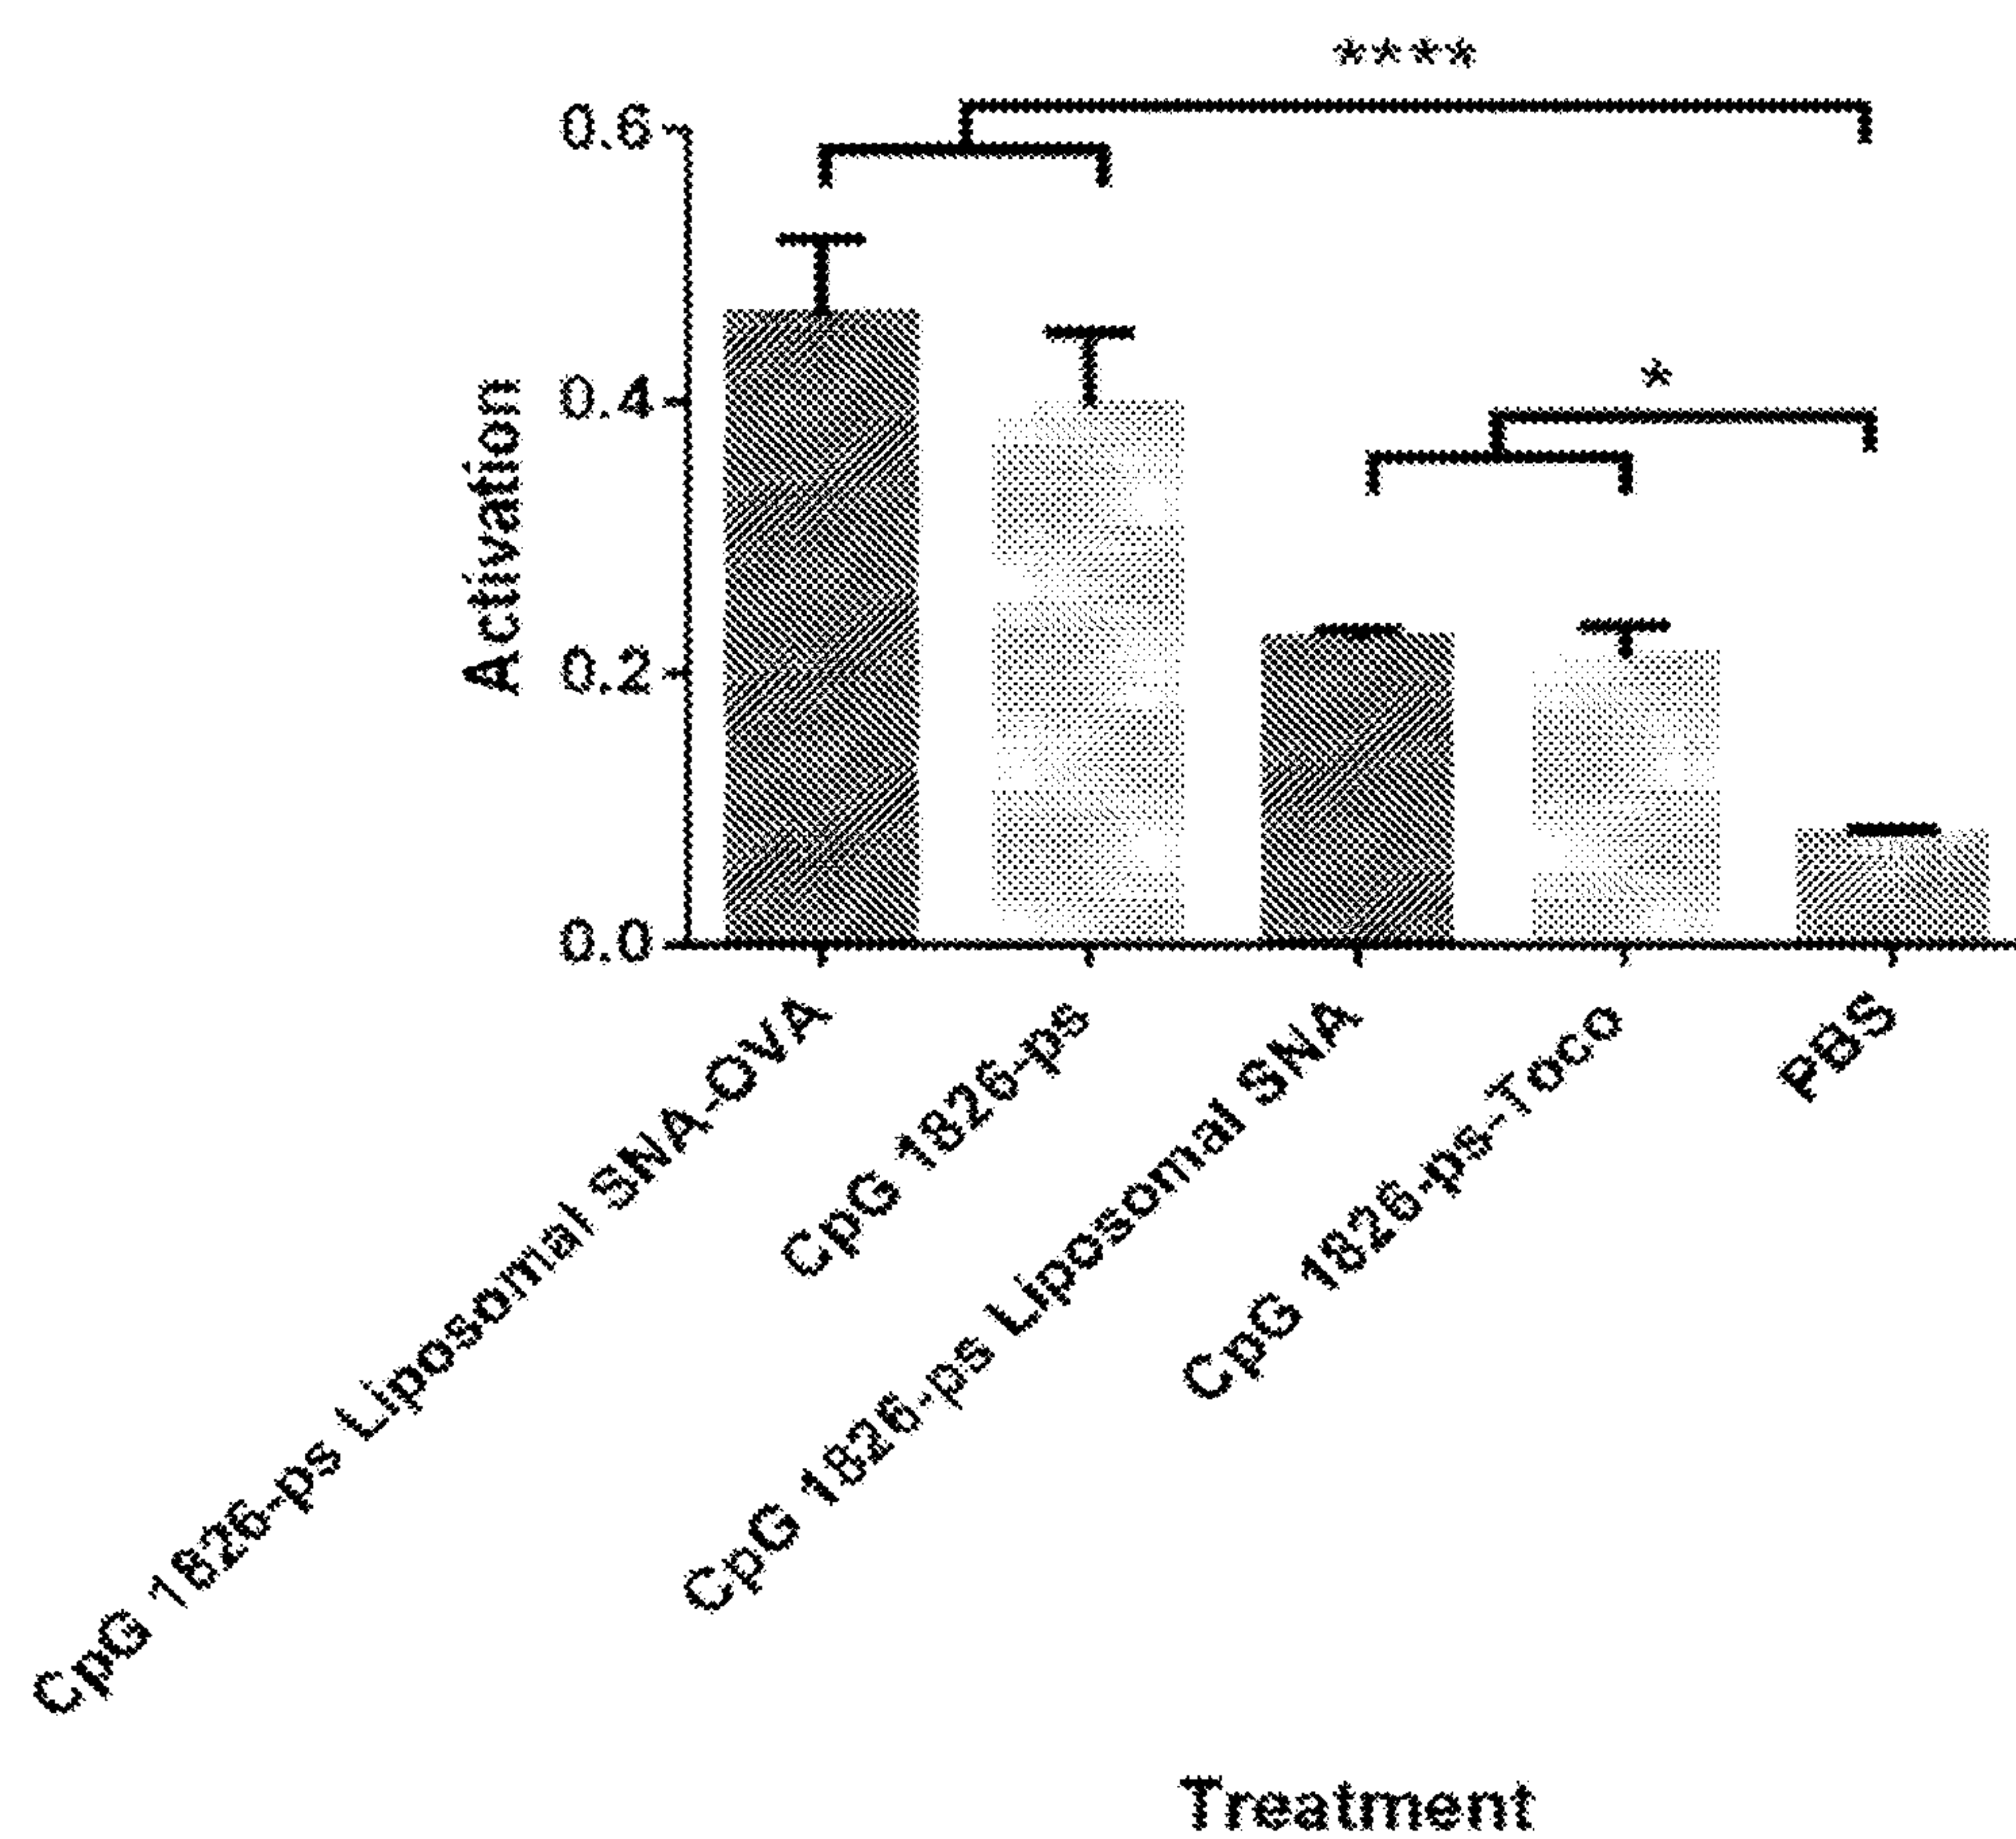 ****
0.6
0.4
*
0.2
0.0
Activation
CpG 1826-ps Liposomal SNA-OVA
CpG 1826-ps
CpG 1826-ps Liposomal SNA
CpG 1826-ps-Toco
PBS
Treatment